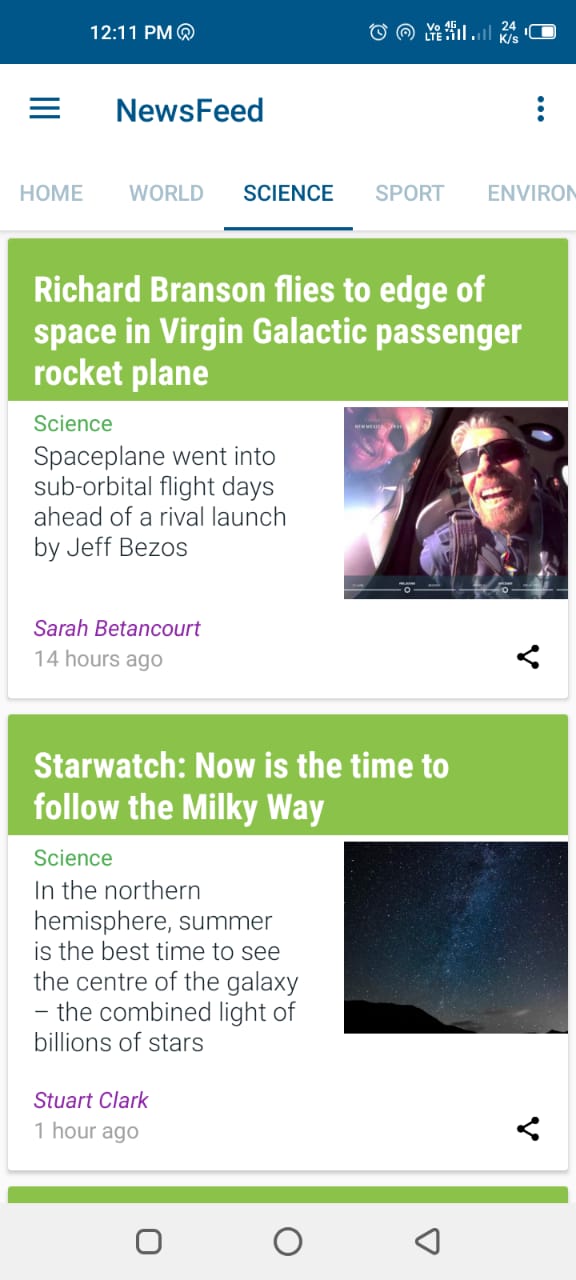 12:11 PM
Vo 4G LTE 24 K/s
NewsFeed
HOME WORLD SCIENCE SPORT ENVIRON
Richard Branson flies to edge of
space in Virgin Galactic passenger
rocket plane
Science
Spaceplane went into
sub-orbital flight days
ahead of a rival launch
by Jeff Bezos
Sarah Betancourt
14 hours ago
Starwatch: Now is the time to
follow the Milky Way
Science
In the northern
hemisphere, summer
is the best time to see
the centre of the galaxy
– the combined light of
billions of stars
Stuart Clark
1 hour ago